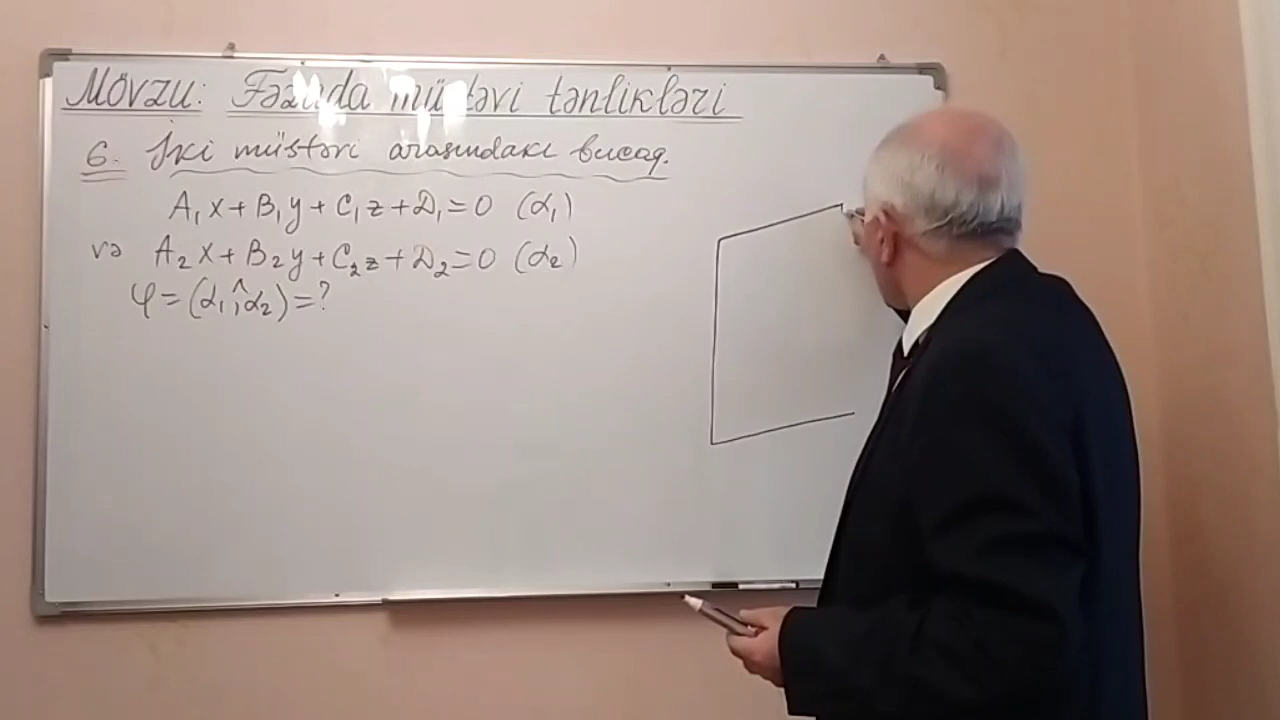 Mövzu: Fəzada müstəvi tənlikləri
6. İki müstəvi arasındakı bucaq.
A₁x+B₁y+C₁z+D₁=0 (α₁)
və A₂x+B₂y+C₂z+D₂=0 (α₂)
φ=(α₁;^α₂)=?